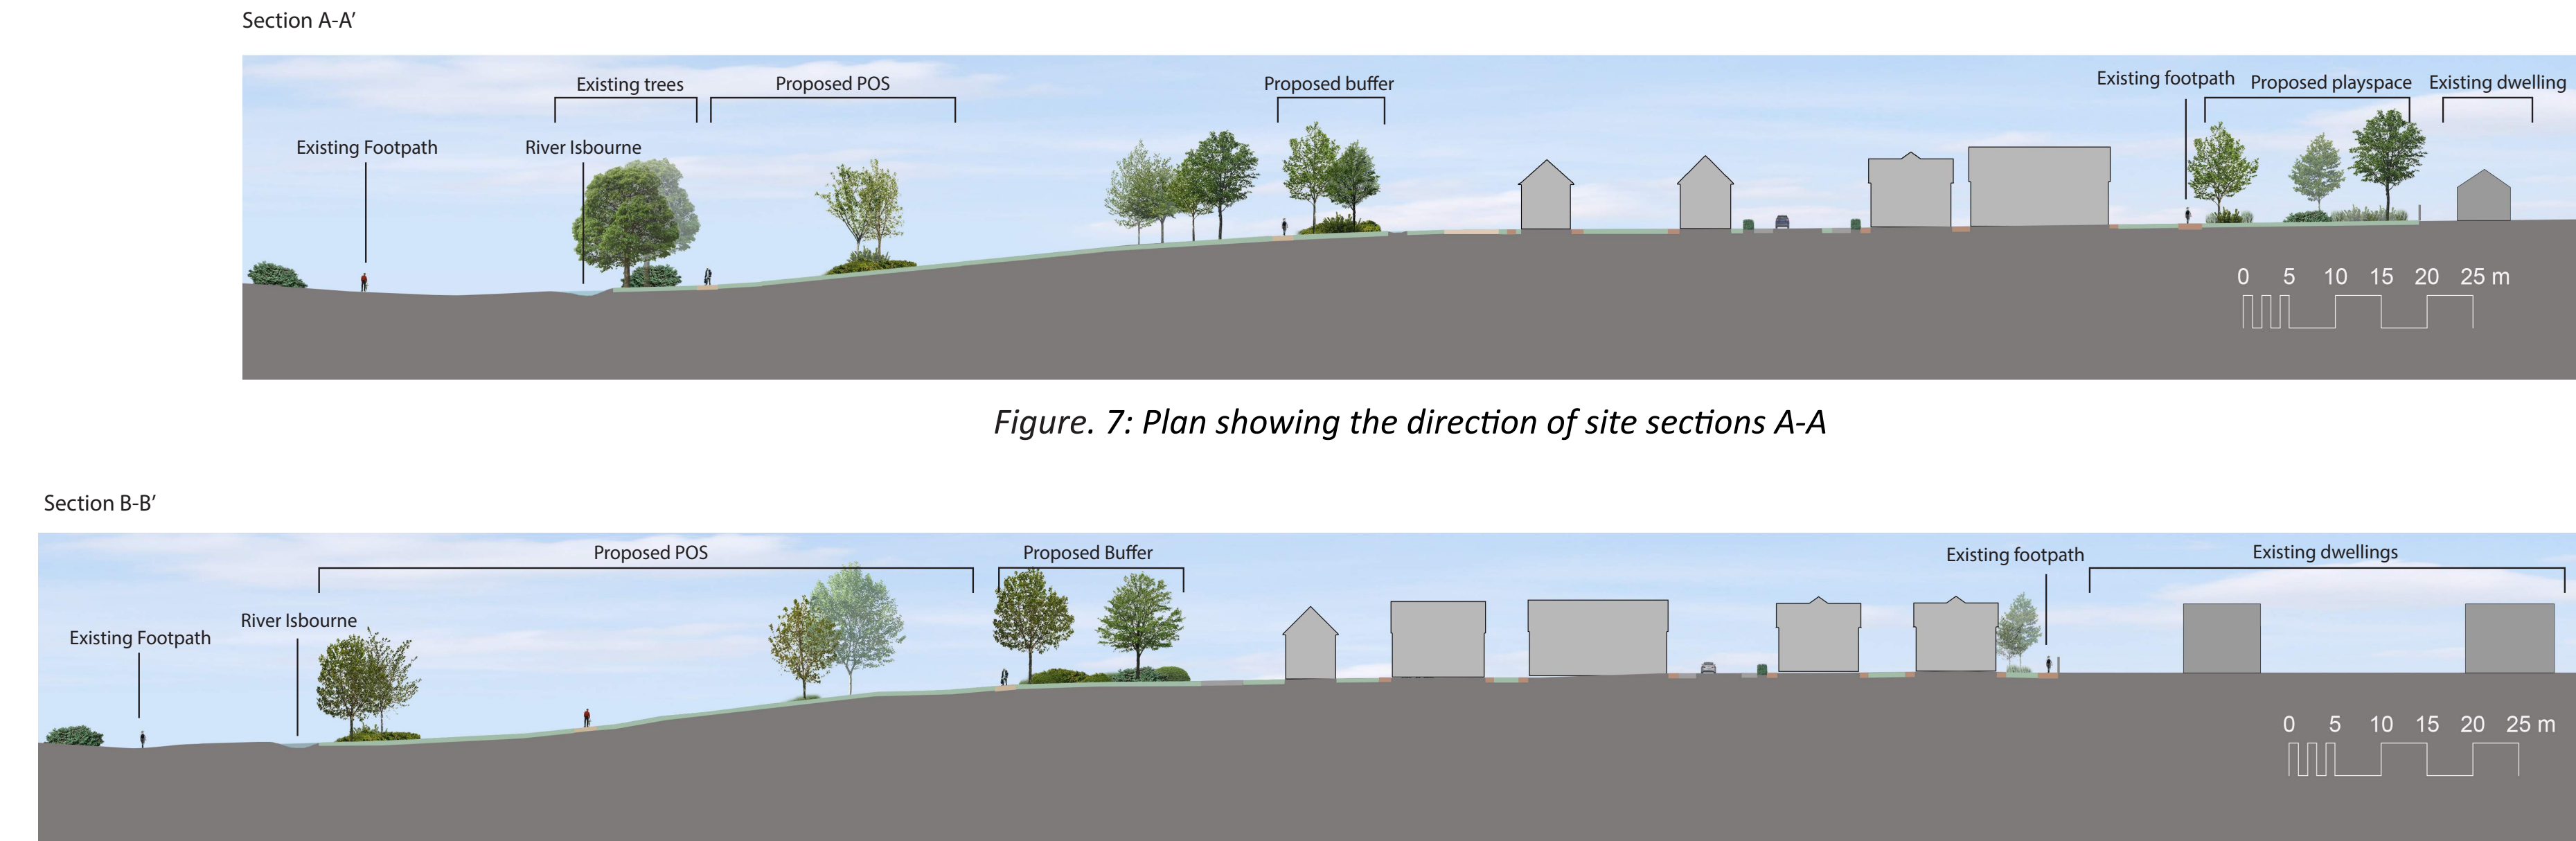 Section A-A’
Existing trees
Proposed POS
Proposed buffer
Existing footpath
Proposed playspace
Existing dwelling
Existing Footpath
River Isbourne
0 5 10 15 20 25 m
Figure. 7: Plan showing the direction of site sections A-A
Section B-B’
Proposed POS
Proposed Buffer
Existing footpath
Existing dwellings
Existing Footpath
River Isbourne
0 5 10 15 20 25 m